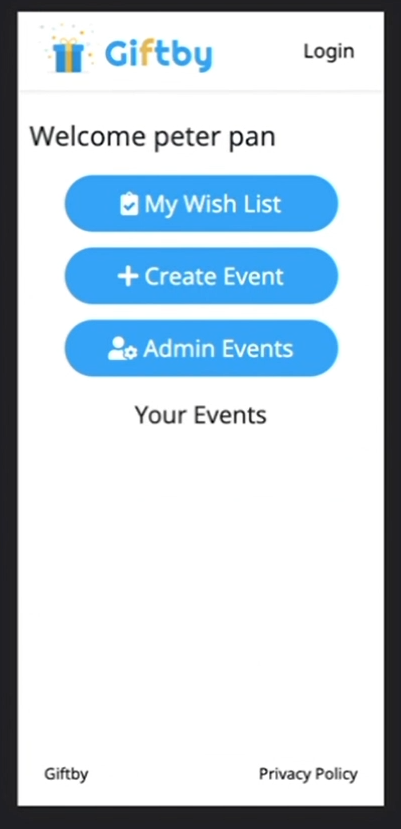 Giftby
Login
Welcome peter pan
My Wish List
Create Event
Admin Events
Your Events
Giftby
Privacy Policy